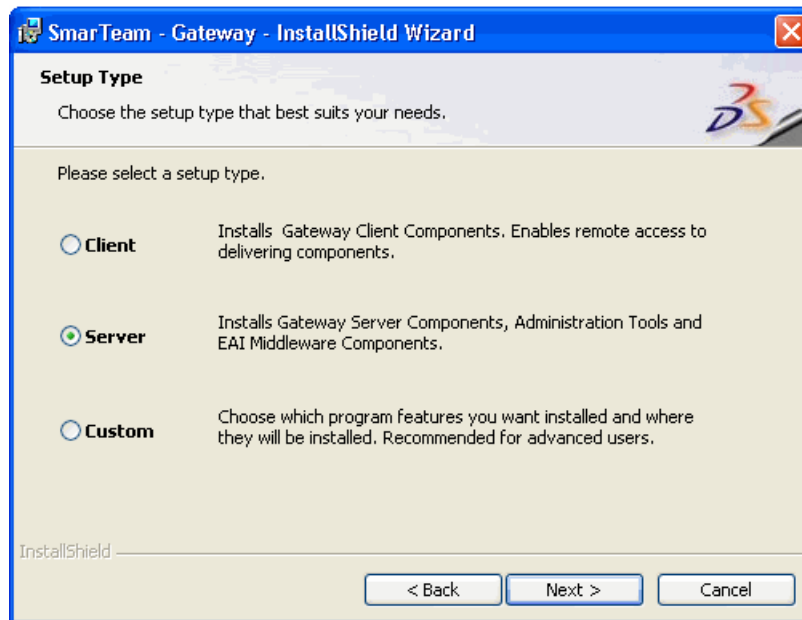 SmarTeam - Gateway - InstallShield Wizard
Setup Type
Choose the setup type that best suits your needs.
DS
Please select a setup type.
Client
Installs  Gateway Client Components. Enables remote access to
delivering components.
Server
Installs Gateway Server Components, Administration Tools and
EAI Middleware Components.
Custom
Choose which program features you want installed and where
they will be installed. Recommended for advanced users.
InstallShield
< Back
Next >
Cancel